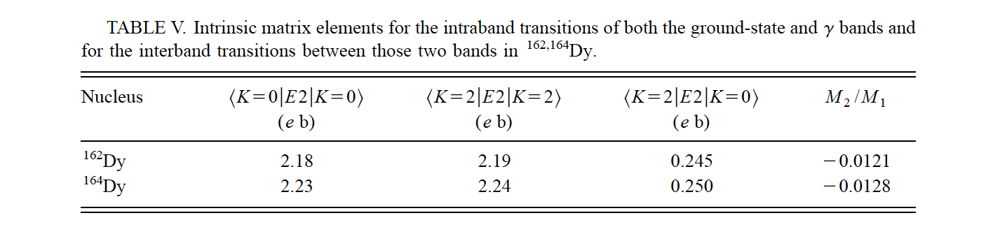 TABLE V. Intrinsic matrix elements for the intraband transitions of both the ground-state and γ bands and
for the interband transitions between those two bands in ¹⁶²,¹⁶⁴Dy.
Nucleus ⟨K=0|E2|K=0⟩ ⟨K=2|E2|K=2⟩ ⟨K=2|E2|K=0⟩ M₂/M₁
(e b) (e b) (e b)
¹⁶²Dy 2.18 2.19 0.245 −0.0121
¹⁶⁴Dy 2.23 2.24 0.250 −0.0128